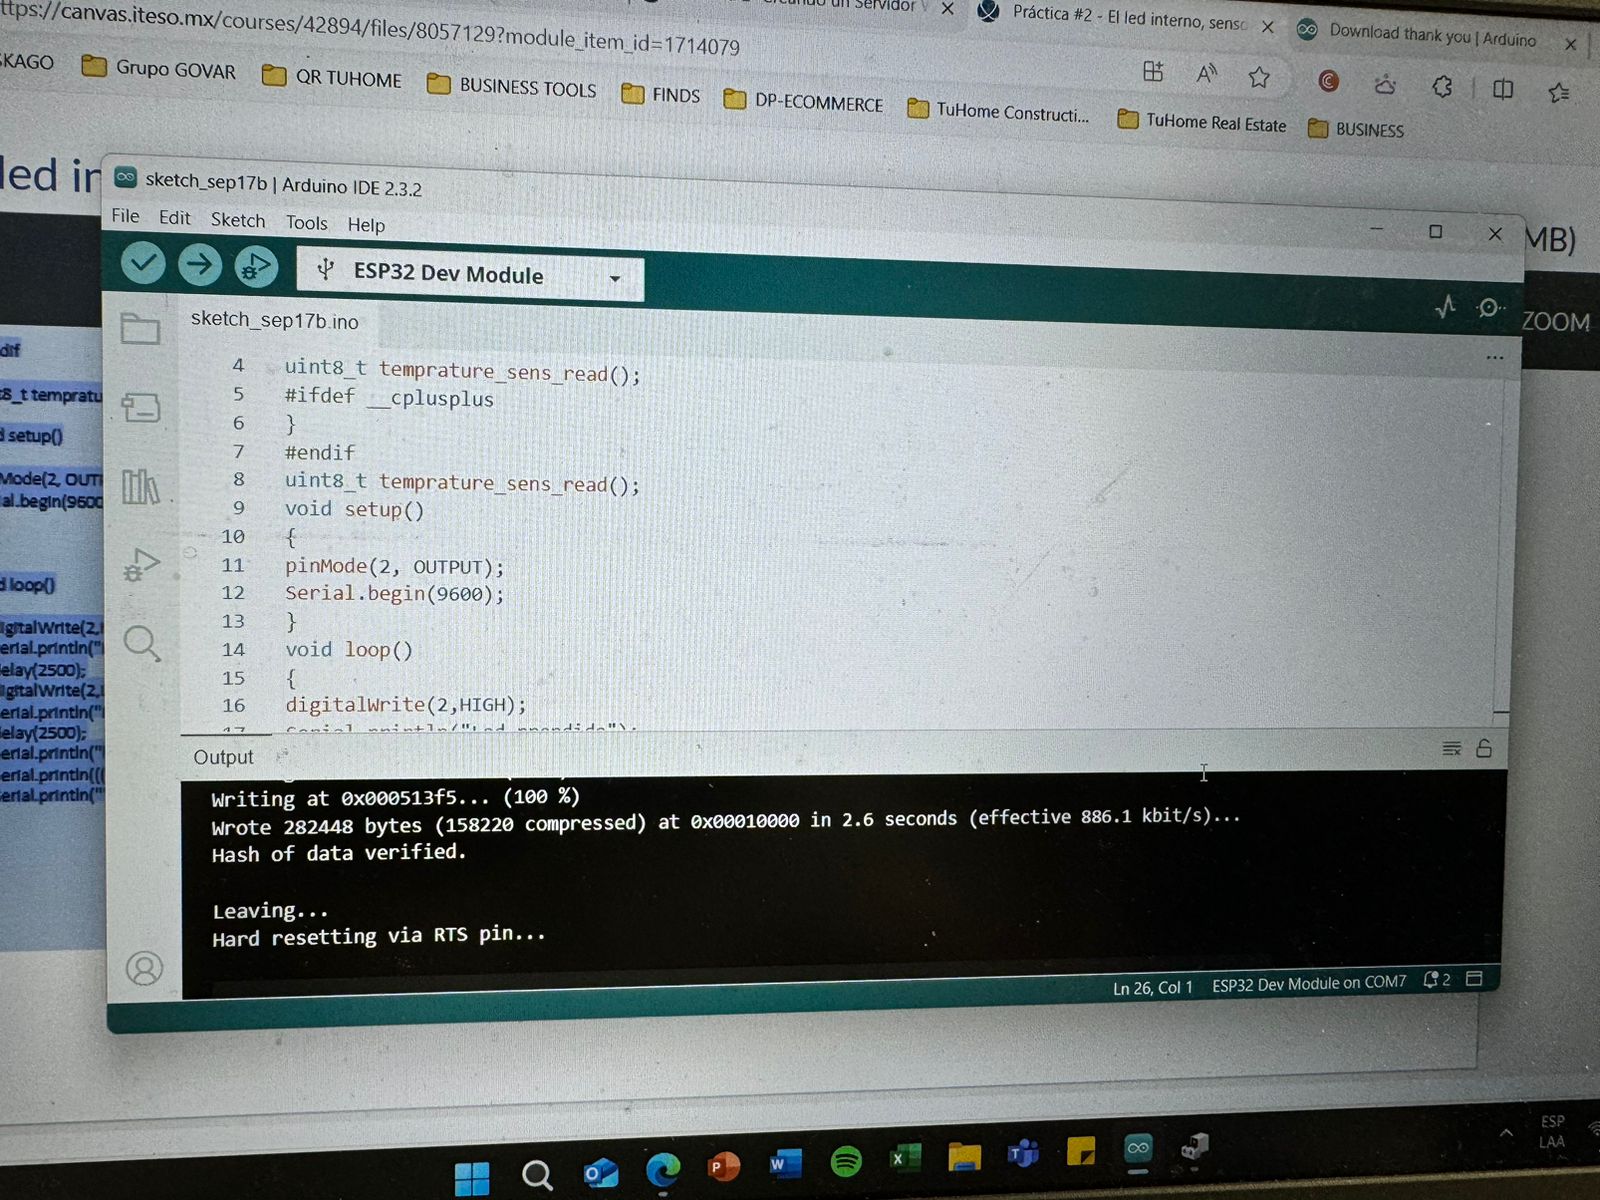 ttps://canvas.iteso.mx/courses/42894/files/8057129?module_item_id=1714079
Práctica #2 - El led interno, senso
Download thank you | Arduino
KAGO
Grupo GOVAR
QR TUHOME
BUSINESS TOOLS
FINDS
DP-ECOMMERCE
TuHome Constructi...
TuHome Real Estate
BUSINESS
led in
MB)
ZOOM
sketch_sep17b | Arduino IDE 2.3.2
File Edit Sketch Tools Help
ESP32 Dev Module
sketch_sep17b.ino
4 uint8_t temprature_sens_read();
5 #ifdef __cplusplus
6 }
7 #endif
8 uint8_t temprature_sens_read();
9 void setup()
10 {
11 pinMode(2, OUTPUT);
12 Serial.begin(9600);
13 }
14 void loop()
15 {
16 digitalWrite(2,HIGH);
Output
Writing at 0x000513f5... (100 %)
Wrote 282448 bytes (158220 compressed) at 0x00010000 in 2.6 seconds (effective 886.1 kbit/s)...
Hash of data verified.
Leaving...
Hard resetting via RTS pin...
Ln 26, Col 1
ESP32 Dev Module on COM7
2
dif
t8_t tempratu
d setup()
Mode(2, OUT
al.begin(9600
d loop()
igitalWrite(2,
erial.println("
elay(2500);
igitalWrite(2,
erial.println("
elay(2500);
erial.println("
erial.println((
erial.println("
ESP
LAA